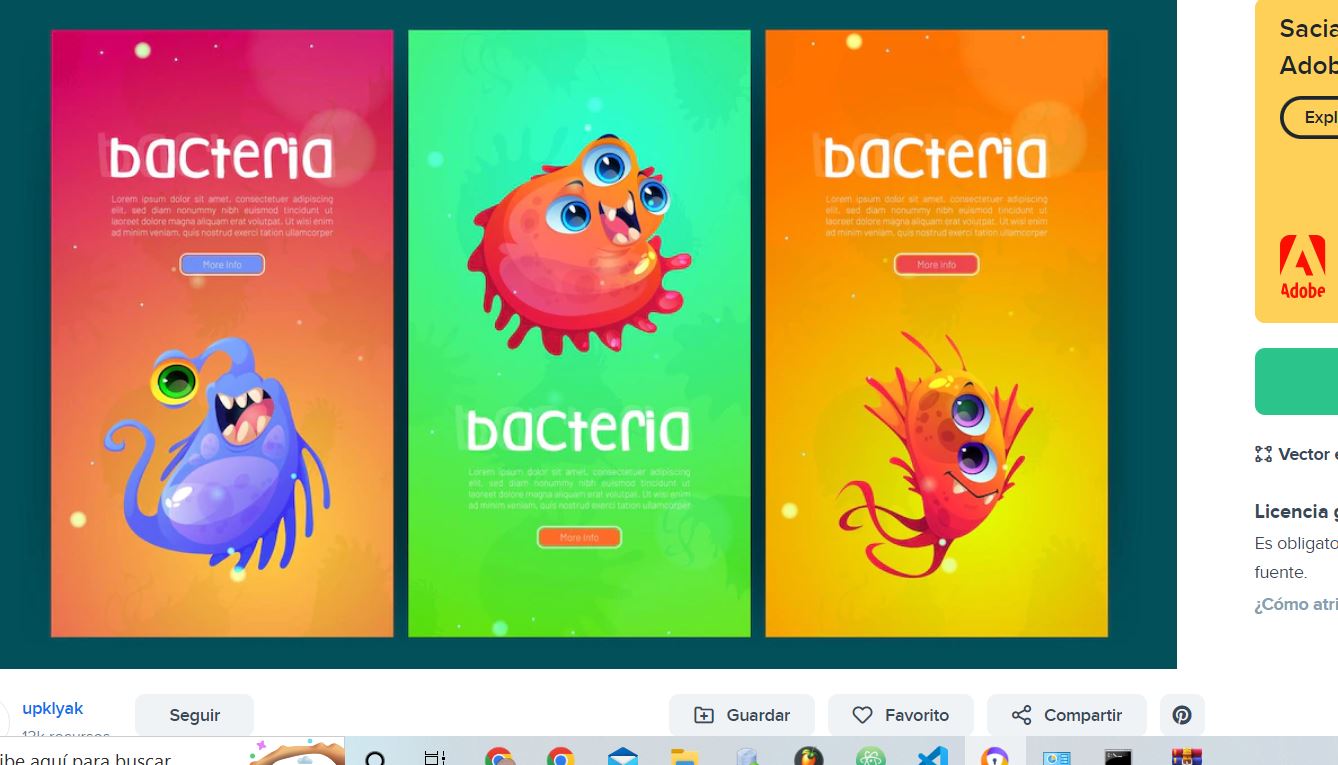 bacteria
Lorem ipsum dolor sit amet, consectetuer adipiscing
elit, sed diam nonummy nibh euismod tincidunt ut
laoreet dolore magna aliquam erat volutpat. Ut wisi enim
ad minim veniam, quis nostrud exerci tation ullamcorper
More Info
bacteria
Lorem ipsum dolor sit amet, consectetuer adipiscing
elit, sed diam nonummy nibh euismod tincidunt ut
laoreet dolore magna aliquam erat volutpat. Ut wisi enim
ad minim veniam, quis nostrud exerci tation ullamcorper
More Info
bacteria
Lorem ipsum dolor sit amet, consectetuer adipiscing
elit, sed diam nonummy nibh euismod tincidunt ut
laoreet dolore magna aliquam erat volutpat. Ut wisi enim
ad minim veniam, quis nostrud exerci tation ullamcorper
More Info
Sacia
Adob
Expl
Adobe
Vector e
Licencia g
Es obligato
fuente.
¿Cómo atri
upklyak
Seguir
Guardar
Favorito
Compartir
12k recursos
ibe aquí para buscar